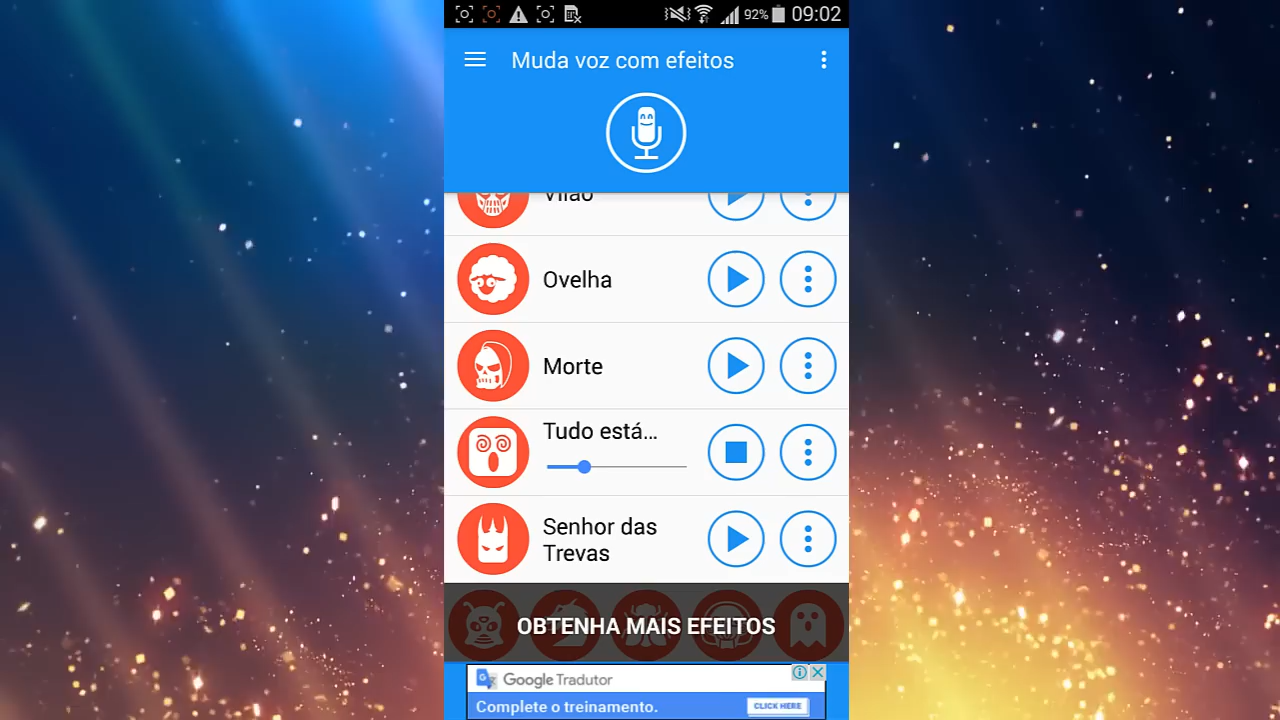 92% 09:02
Muda voz com efeitos
Vilão
Ovelha
Morte
Tudo está...
Senhor das
Trevas
OBTENHA MAIS EFEITOS
Google Tradutor
Complete o treinamento.
CLICK HERE